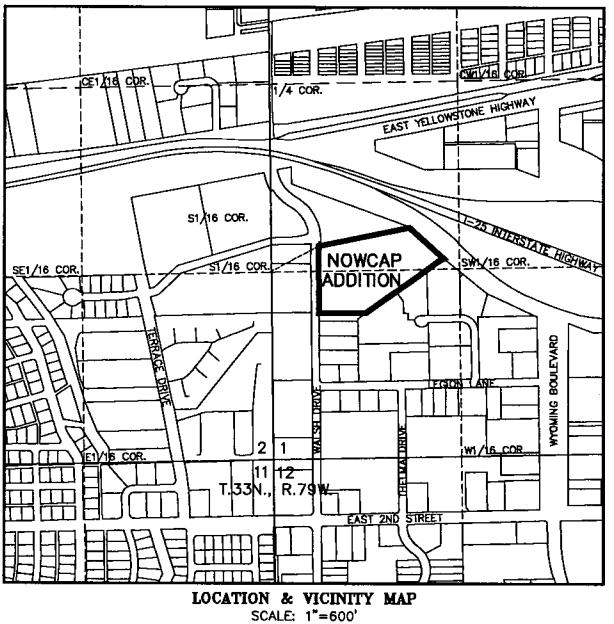 CE1/16 COR.
1/4 COR.
CW1/16 COR.
EAST YELLOWSTONE HIGHWAY
I-25 INTERSTATE HIGHWAY
S1/16 COR.
SE1/16 COR.
S1/16 COR.
NOWCAP
ADDITION
SW1/16 COR.
TERRACE DRIVE
WALSH DRIVE
LEGION LANE
THELMA DRIVE
WYOMING BOULEVARD
E1/16 COR.
2 1
W1/16 COR.
11 12
T.33N., R.79W.
EAST 2ND STREET
LOCATION & VICINITY MAP
SCALE: 1"=600'